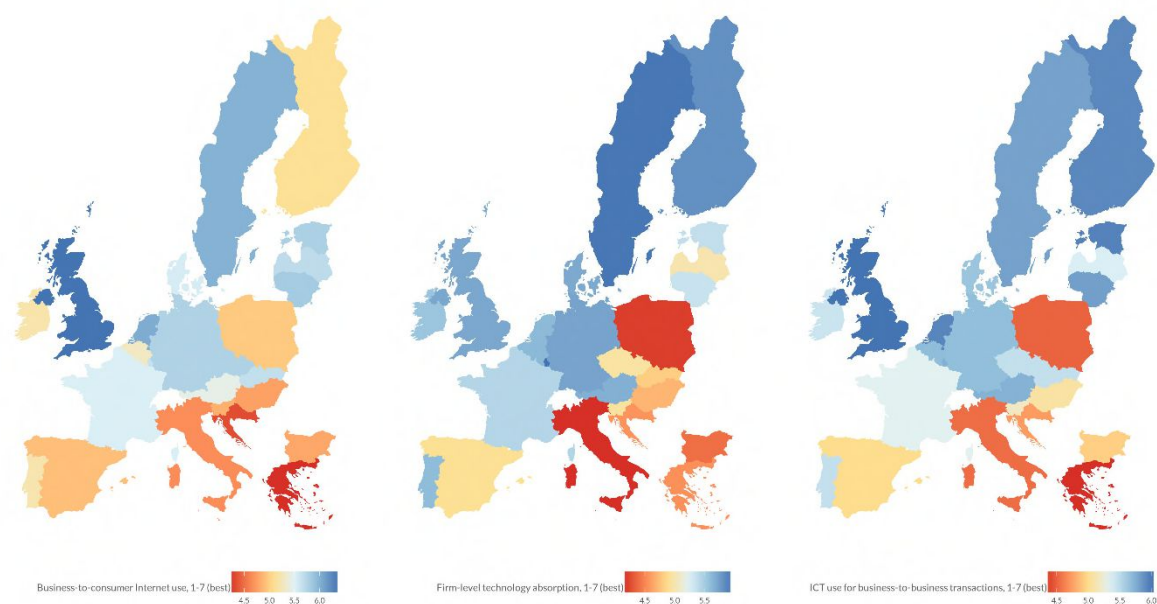 Business-to-consumer Internet use, 1-7 (best)
4.5 5.0 5.5 6.0
Firm-level technology absorption, 1-7 (best)
4.5 5.0 5.5
ICT use for business-to-business transactions, 1-7 (best)
4.5 5.0 5.5 6.0